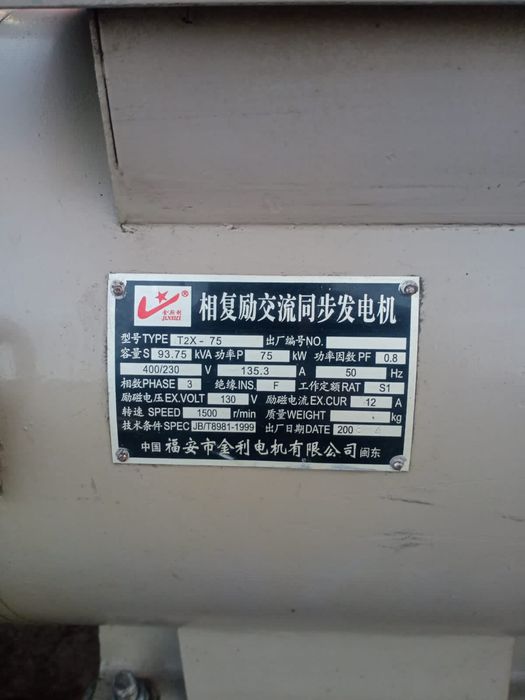 相复励交流同步发电机
型号TYPE T2X-75 出厂编号NO.
容量S 93.75 kVA 功率P 75 kW 功率因数PF 0.8
400/230 V 135.3 A 50 Hz
相数PHASE 3 绝缘INS. F 工作定额RAT S1
励磁电压EX.VOLT 130 V 励磁电流EX.CUR 12 A
转速 SPEED 1500 r/min 质量WEIGHT kg
技术条件SPEC JB/T8981-1999 出厂日期DATE 200
中国 福安市金利电机有限公司 闽东